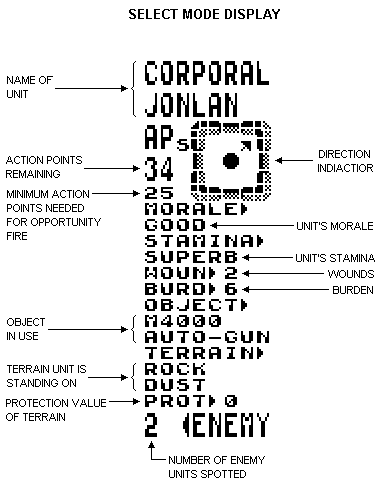 SELECT MODE DISPLAY
NAME OF
UNIT
CORPORAL
JONLAN
AP S
ACTION POINTS
REMAINING
34
DIRECTION
INDIACTIOR
MINIMUM ACTION
POINTS NEEDED
FOR OPPORTUNITY
FIRE
25
MORALE
GOOD
UNIT'S MORALE
STAMINA
SUPERB
UNIT'S STAMINA
WOUN 2
WOUNDS
BURD 6
BURDEN
OBJECT
OBJECT
IN USE
M4000
AUTO-GUN
TERRAIN
TERRAIN UNIT IS
STANDING ON
ROCK
DUST
PROTECTION VALUE
OF TERRAIN
PROT 0
2 ENEMY
NUMBER OF ENEMY
UNITS SPOTTED